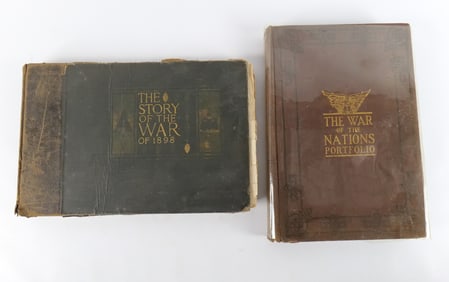 THE
STORY
OF THE
WAR
OF 1898
THE WAR
OF THE
NATIONS
PORTFOLIO